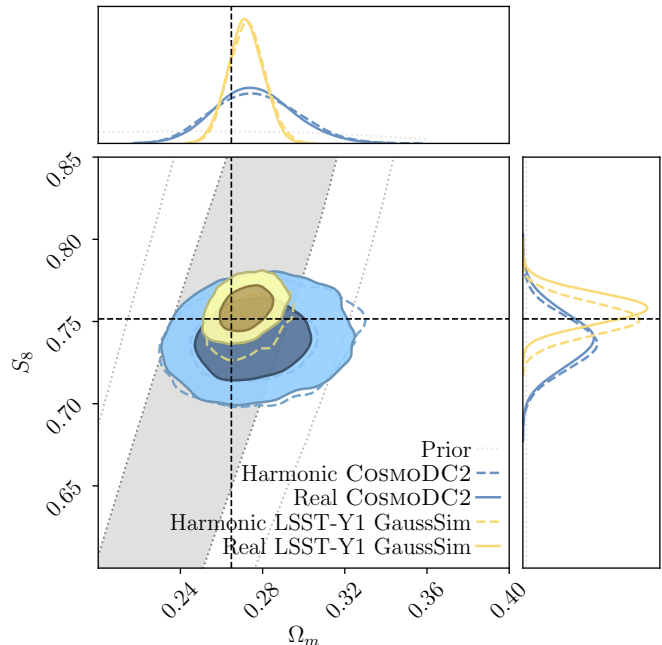 0.85
0.80
0.75
0.70
0.65
S8
Prior
Harmonic COSMODC2
Real COSMODC2
Harmonic LSST-Y1 GaussSim
Real LSST-Y1 GaussSim
0.24
0.28
0.32
0.36
0.40
Ωm